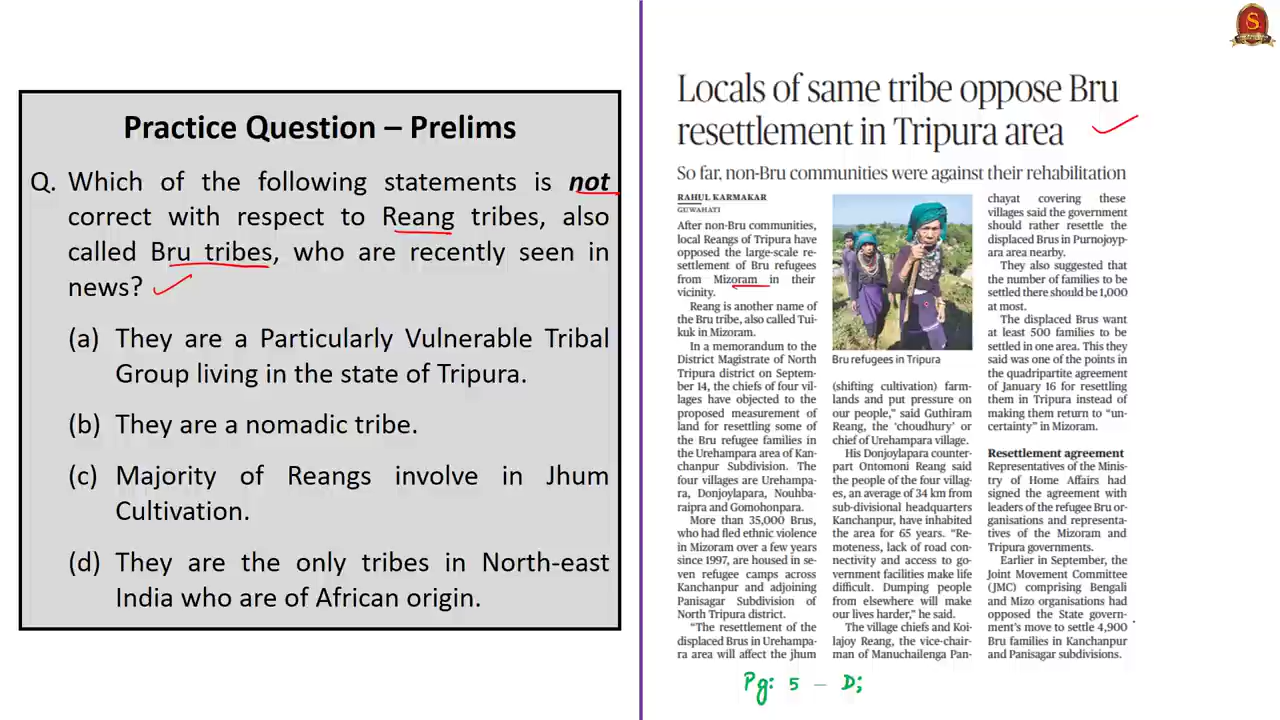 Practice Question – Prelims
Q. Which of the following statements is not
correct with respect to Reang tribes, also
called Bru tribes, who are recently seen in
news?
(a) They are a Particularly Vulnerable Tribal
Group living in the state of Tripura.
(b) They are a nomadic tribe.
(c) Majority of Reangs involve in Jhum
Cultivation.
(d) They are the only tribes in North-east
India who are of African origin.
Locals of same tribe oppose Bru
resettlement in Tripura area
So far, non-Bru communities were against their rehabilitation
RAHUL KARMAKAR
GUWAHATI
After non-Bru communities,
local Reangs of Tripura have
opposed the large-scale re-
settlement of Bru refugees
from Mizoram in their
vicinity.
Reang is another name of
the Bru tribe, also called Tui-
kuk in Mizoram.
In a memorandum to the
District Magistrate of North
Tripura district on Septem-
ber 14, the chiefs of four vil-
lages have objected to the
proposed measurement of
land for resettling some of
the Bru refugee families in
the Urehampara area of Kan-
chanpur Subdivision. The
four villages are Urehampa-
ra, Donjoylapara, Nouhba-
raipra and Gomohonpara.
More than 35,000 Brus,
who had fled ethnic violence
in Mizoram over a few years
since 1997, are housed in se-
ven refugee camps across
Kanchanpur and adjoining
Panisagar Subdivision of
North Tripura district.
“The resettlement of the
displaced Brus in Urehampa-
ra area will affect the jhum
Bru refugees in Tripura
(shifting cultivation) farm-
lands and put pressure on
our people,” said Guthiram
Reang, the ‘choudhury’ or
chief of Urehampara village.
His Donjoylapara counter-
part Ontomoni Reang said
the people of the four villag-
es, an average of 34 km from
sub-divisional headquarters
Kanchanpur, have inhabited
the area for 65 years. “Re-
moteness, lack of road con-
nectivity and access to go-
vernment facilities make life
difficult. Dumping people
from elsewhere will make
our lives harder,” he said.
The village chiefs and Koi-
lajoy Reang, the vice-chair-
man of Manuchailenga Pan-
chayat covering these
villages said the government
should rather resettle the
displaced Brus in Purnojoyp-
ara area nearby.
They also suggested that
the number of families to be
settled there should be 1,000
at most.
The displaced Brus want
at least 500 families to be
settled in one area. This they
said was one of the points in
the quadripartite agreement
of January 16 for resettling
them in Tripura instead of
making them return to “un-
certainty” in Mizoram.
Resettlement agreement
Representatives of the Minis-
try of Home Affairs had
signed the agreement with
leaders of the refugee Bru or-
ganisations and representa-
tives of the Mizoram and
Tripura governments.
Earlier in September, the
Joint Movement Committee
(JMC) comprising Bengali
and Mizo organisations had
opposed the State govern-
ment’s move to settle 4,900
Bru families in Kanchanpur
and Panisagar subdivisions.
Pg: 5 – D;